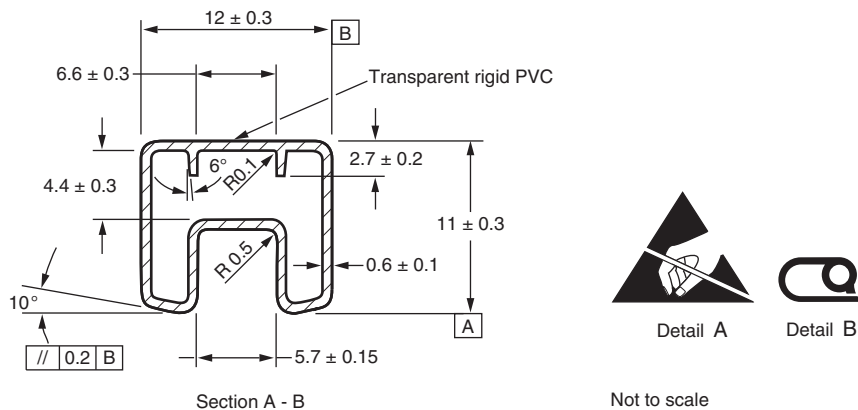 12 ± 0.3
B
6.6 ± 0.3
Transparent rigid PVC
6°
R0.1
2.7 ± 0.2
4.4 ± 0.3
11 ± 0.3
R 0.5
0.6 ± 0.1
10°
A
Detail A
Detail B
// 0.2 B
5.7 ± 0.15
Section A - B
Not to scale